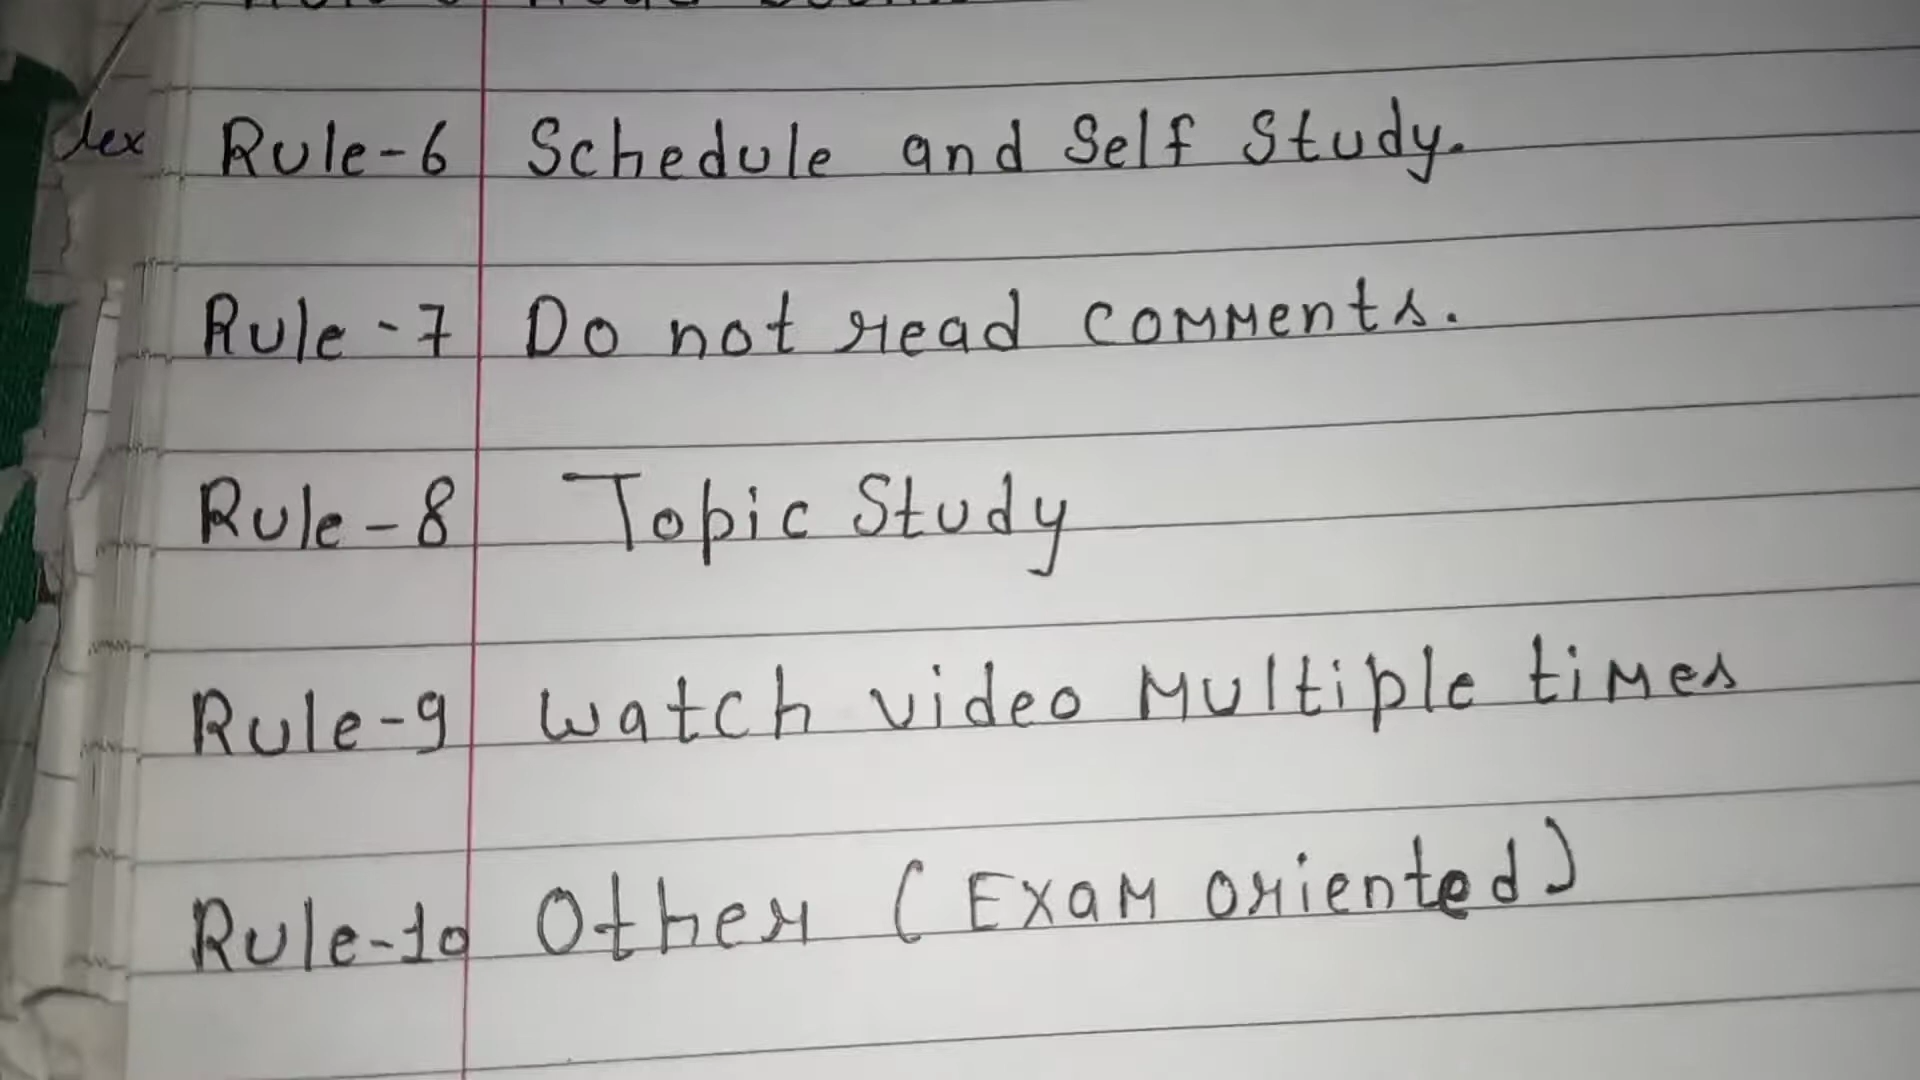 Rule-6 Schedule and Self Study.
Rule-7 Do not read comments.
Rule-8 Topic Study
Rule-9 Watch video Multiple times
Rule-10 Other (Exam oriented)